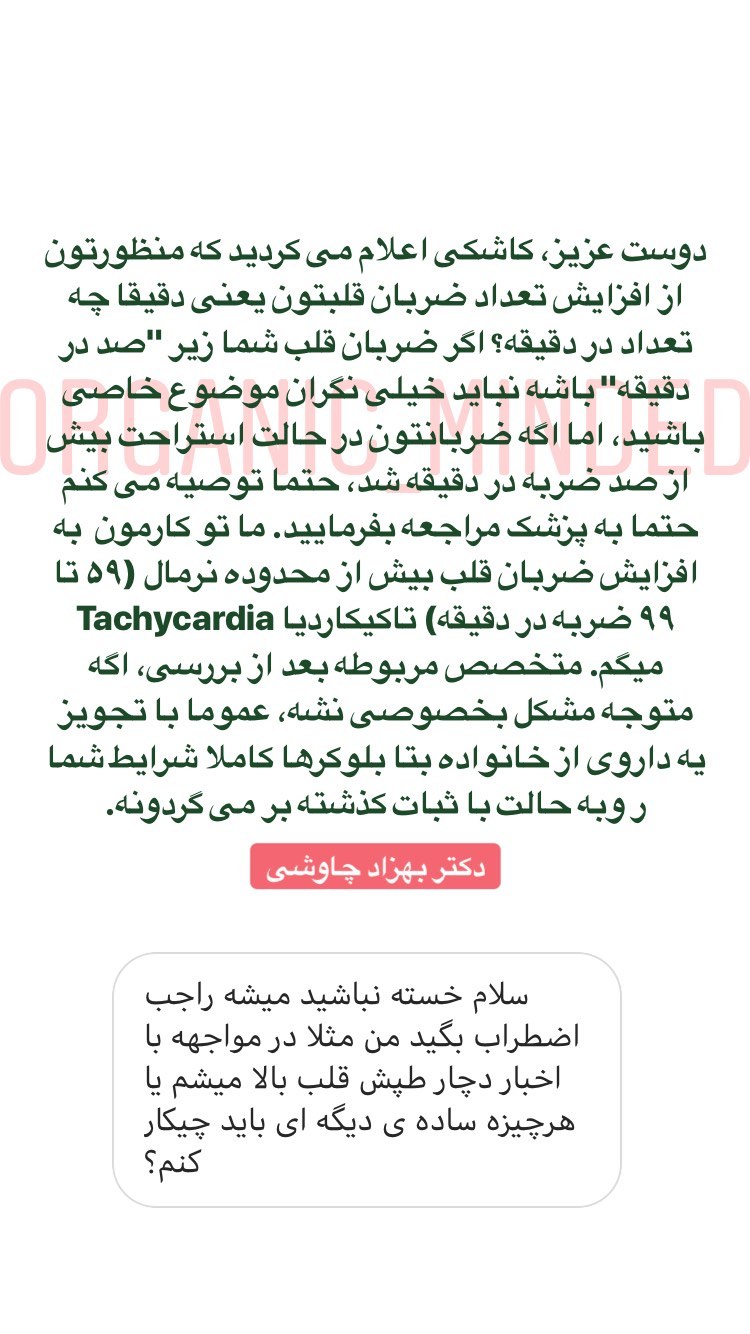 دوست عزیز، کاشکی اعلام می کردید که منظورتون
از افزایش تعداد ضربان قلبتون یعنی دقیقا چه
تعداد در دقیقه؟ اگر ضربان قلب شما زیر "صد در
دقیقه" باشه نباید خیلی نگران موضوع خاصی
باشید، اما اگه ضربانتون در حالت استراحت بیش
از صد ضربه در دقیقه شد، حتما توصیه می کنم
حتما به پزشک مراجعه بفرمایید. ما تو کارمون به
افزایش ضربان قلب بیش از محدوده نرمال (۵۹ تا
۹۹ ضربه در دقیقه) تاکیکاردیا Tachycardia
میگم. متخصص مربوطه بعد از بررسی، اگه
متوجه مشکل بخصوصی نشه، عموما با تجویز
یه داروی از خانواده بتا بلوکرها کاملا شرایط شما
ر وبه حالت با ثبات گذشته بر می گردونه.
ORGANIC_MINDED
دکتر بهزاد چاوشی
سلام خسته نباشید میشه راجب
اضطراب بگید من مثلا در مواجهه با
اخبار دچار طپش قلب بالا میشم یا
هرچیزه ساده ی دیگه ای باید چیکار
کنم؟